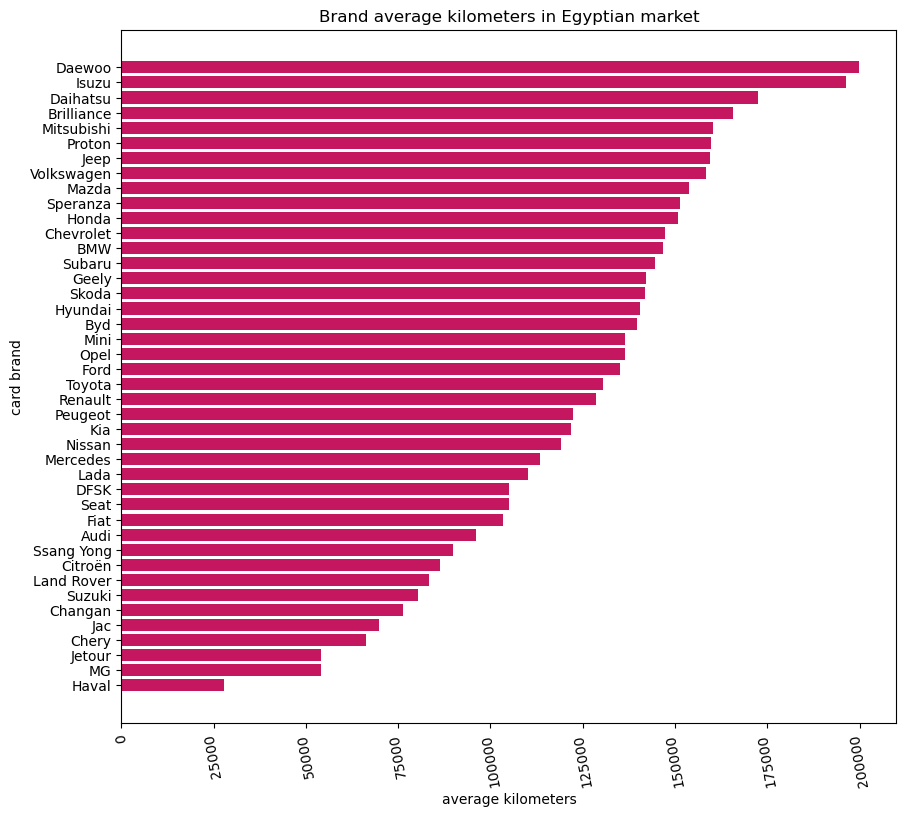 Brand average kilometers in Egyptian market
Daewoo
Isuzu
Daihatsu
Brilliance
Mitsubishi
Proton
Jeep
Volkswagen
Mazda
Speranza
Honda
Chevrolet
BMW
Subaru
Geely
Skoda
Hyundai
Byd
Mini
Opel
Ford
Toyota
Renault
Peugeot
Kia
Nissan
Mercedes
Lada
DFSK
Seat
Fiat
Audi
Ssang Yong
Citroën
Land Rover
Suzuki
Changan
Jac
Chery
Jetour
MG
Haval
card brand
0
25000
50000
75000
100000
125000
150000
175000
200000
average kilometers